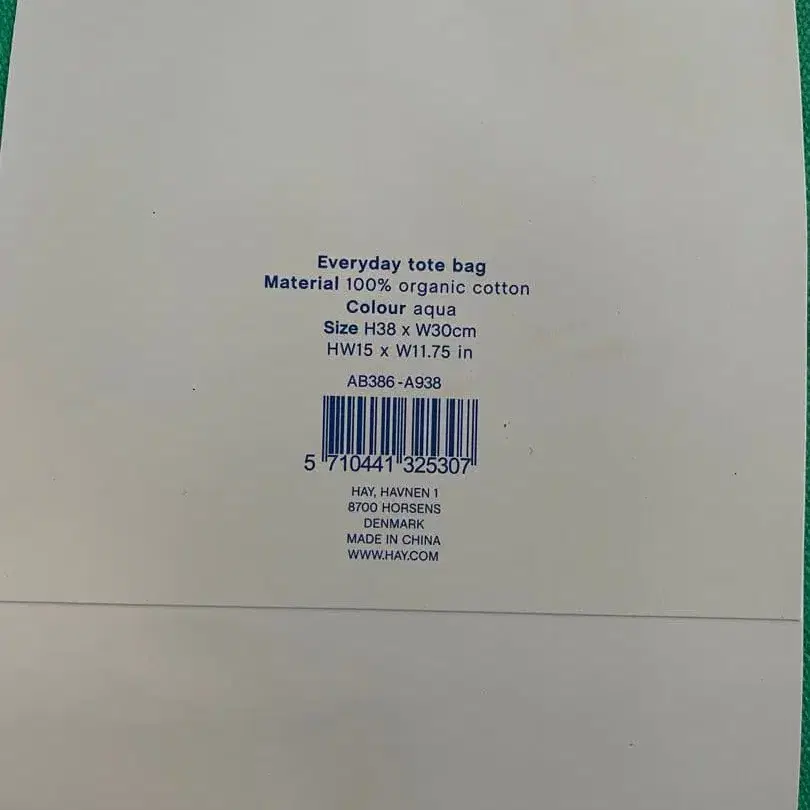 Everyday tote bag
Material 100% organic cotton
Colour aqua
Size H38 x W30cm
HW15 x W11.75 in
AB386-A938
5 710441 325307
HAY, HAVNEN 1
8700 HORSENS
DENMARK
MADE IN CHINA
WWW.HAY.COM